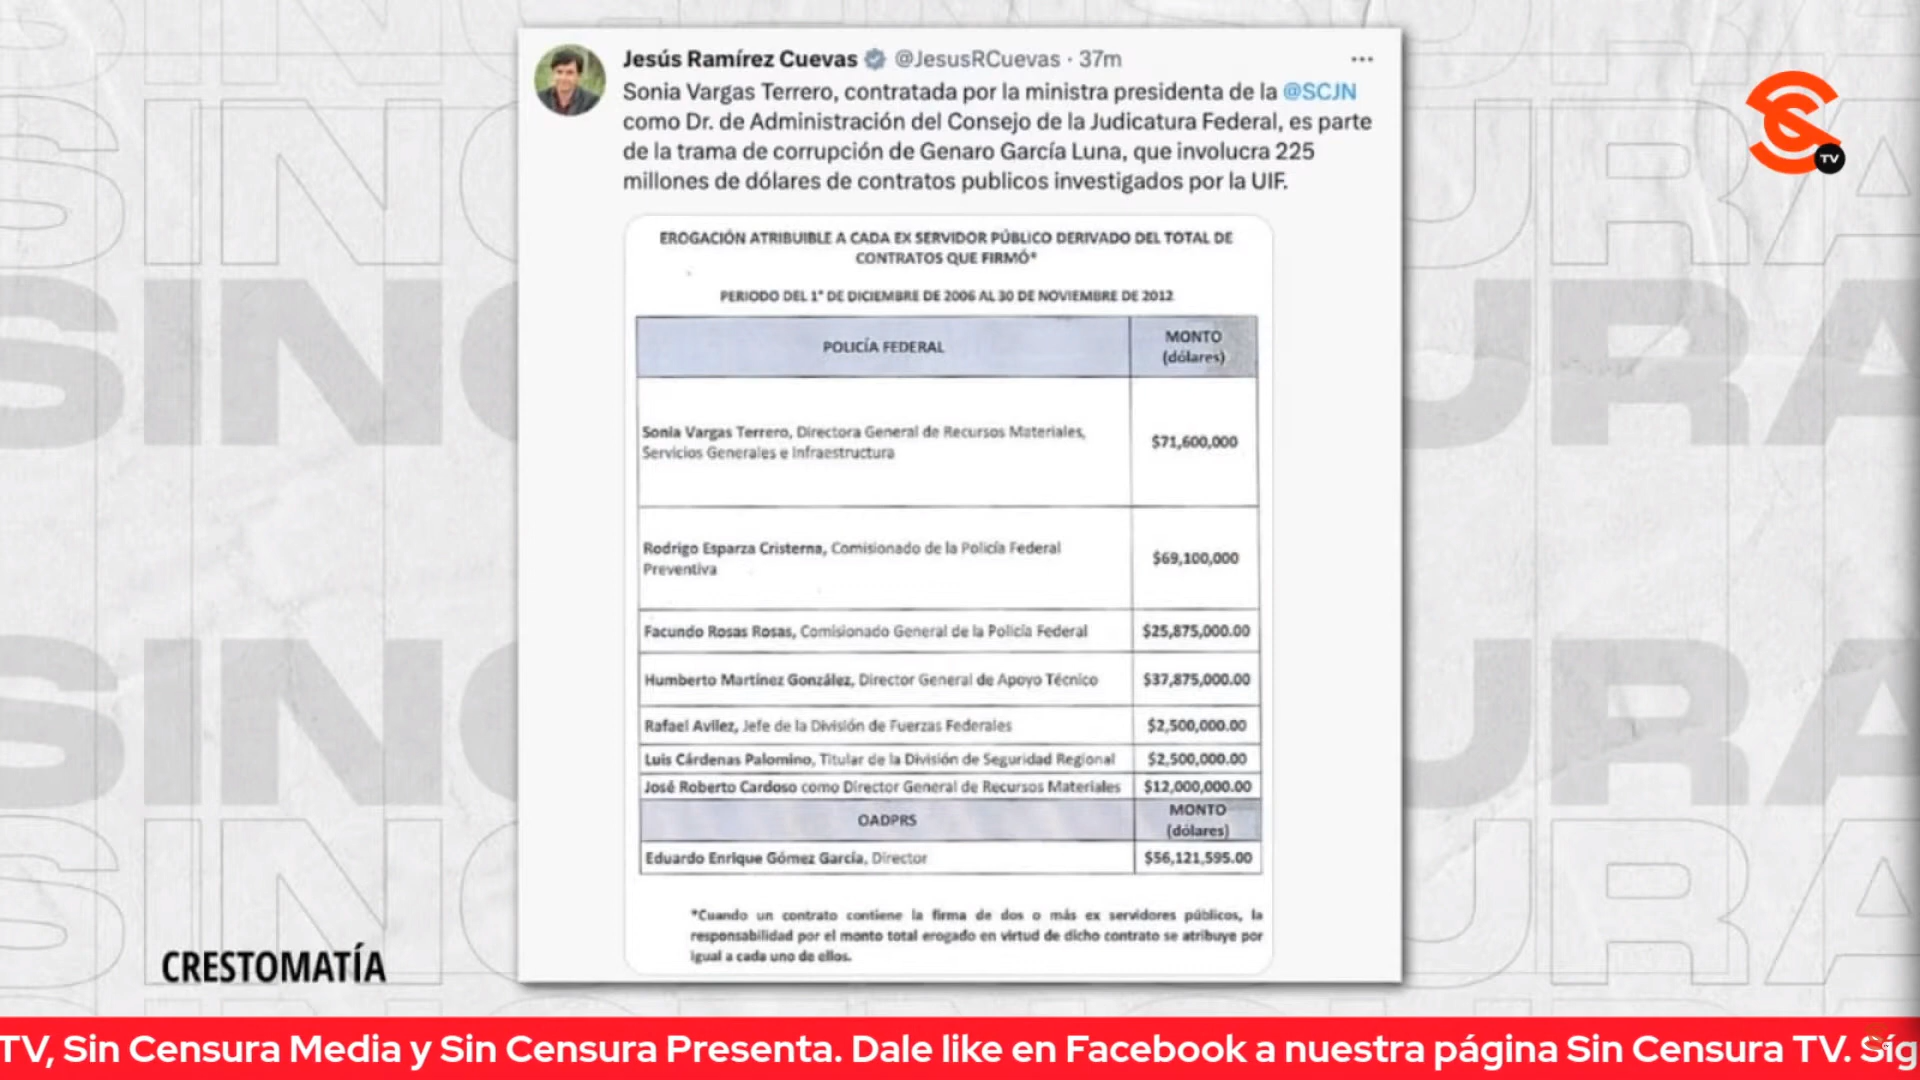 Jesús Ramírez Cuevas @JesusRCuevas · 37m
Sonia Vargas Terrero, contratada por la ministra presidenta de la @SCJN
como Dr. de Administración del Consejo de la Judicatura Federal, es parte
de la trama de corrupción de Genaro García Luna, que involucra 225
millones de dólares de contratos publicos investigados por la UIF.
TV
EROGACIÓN ATRIBUIBLE A CADA EX SERVIDOR PÚBLICO DERIVADO DEL TOTAL DE
CONTRATOS QUE FIRMÓ*
PERIODO DEL 1° DE DICIEMBRE DE 2006 AL 30 DE NOVIEMBRE DE 2012
POLICÍA FEDERAL
MONTO
(dólares)
Sonia Vargas Terrero, Directora General de Recursos Materiales,
Servicios Generales e Infraestructura
$71,600,000
Rodrigo Esparza Cristerna, Comisionado de la Policía Federal
Preventiva
$69,100,000
Facundo Rosas Rosas, Comisionado General de la Policía Federal $25,875,000.00
Humberto Martínez González, Director General de Apoyo Técnico $37,875,000.00
Rafael Avilez, Jefe de la División de Fuerzas Federales $2,500,000.00
Luis Cárdenas Palomino, Titular de la División de Seguridad Regional $2,500,000.00
José Roberto Cardoso como Director General de Recursos Materiales $12,000,000.00
OADPRS
MONTO
(dólares)
Eduardo Enrique Gómez García, Director $56,121,595.00
*Cuando un contrato contiene la firma de dos o más ex servidores públicos, la
responsabilidad por el monto total erogado en virtud de dicho contrato se atribuye por
igual a cada uno de ellos.
CRESTOMATÍA
TV, Sin Censura Media y Sin Censura Presenta. Dale like en Facebook a nuestra página Sin Censura TV. Síg